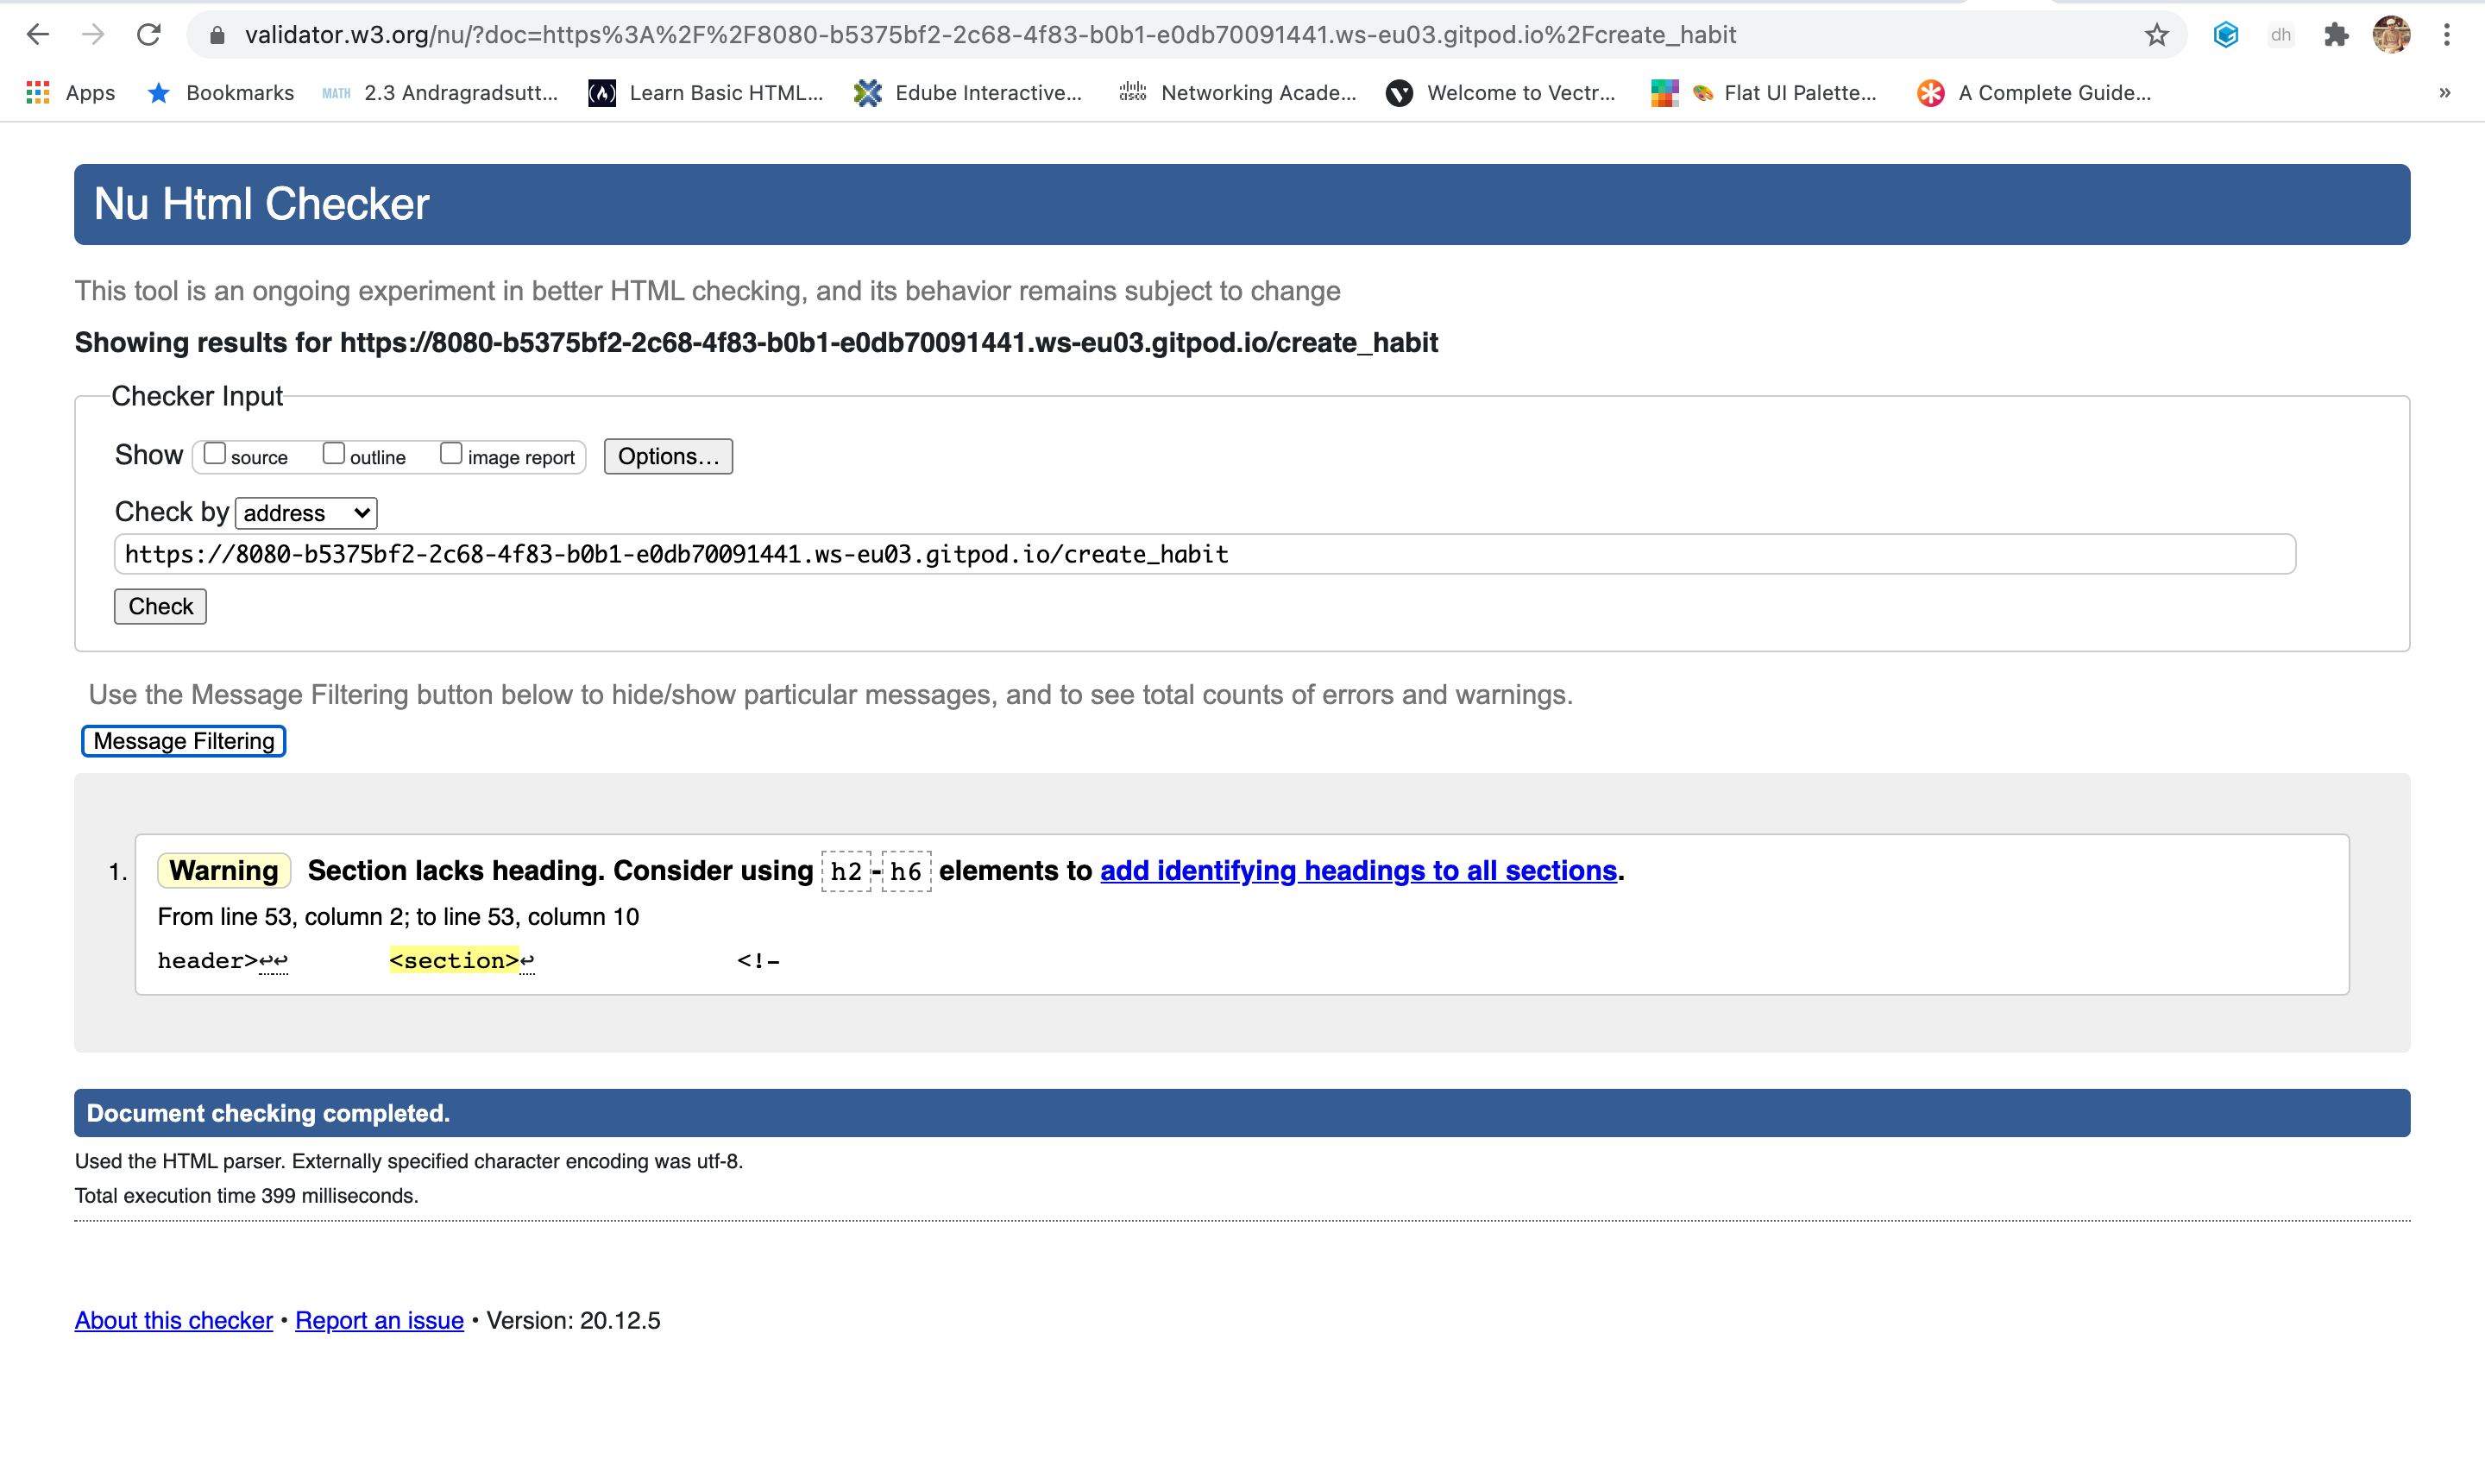 validator.w3.org/nu/?doc=https%3A%2F%2F8080-b5375bf2-2c68-4f83-b0b1-e0db70091441.ws-eu03.gitpod.io%2Fcreate_habit dh
Apps Bookmarks MATH 2.3 Andragradsutt... Learn Basic HTML... Edube Interactive... cisco Networking Acade... Welcome to Vectr... Flat UI Palette... A Complete Guide... »
Nu Html Checker
This tool is an ongoing experiment in better HTML checking, and its behavior remains subject to change
Showing results for https://8080-b5375bf2-2c68-4f83-b0b1-e0db70091441.ws-eu03.gitpod.io/create_habit
Checker Input
Show source outline image report Options...
Check by address
https://8080-b5375bf2-2c68-4f83-b0b1-e0db70091441.ws-eu03.gitpod.io/create_habit
Check
Use the Message Filtering button below to hide/show particular messages, and to see total counts of errors and warnings.
Message Filtering
1. Warning Section lacks heading. Consider using h2-h6 elements to add identifying headings to all sections.
From line 53, column 2; to line 53, column 10
header>↩↩ <section>↩ <!–
Document checking completed.
Used the HTML parser. Externally specified character encoding was utf-8.
Total execution time 399 milliseconds.
About this checker • Report an issue • Version: 20.12.5